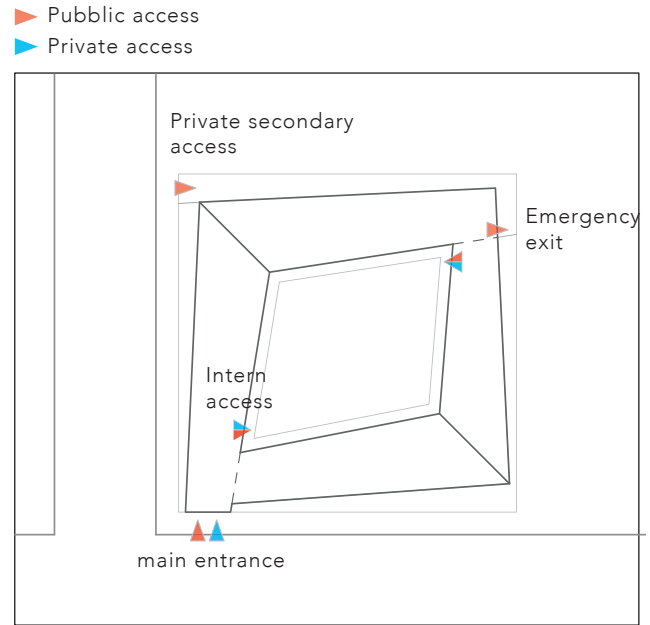 Pubblic access
Private access
Private secondary
access
Emergency
exit
Intern
access
main entrance